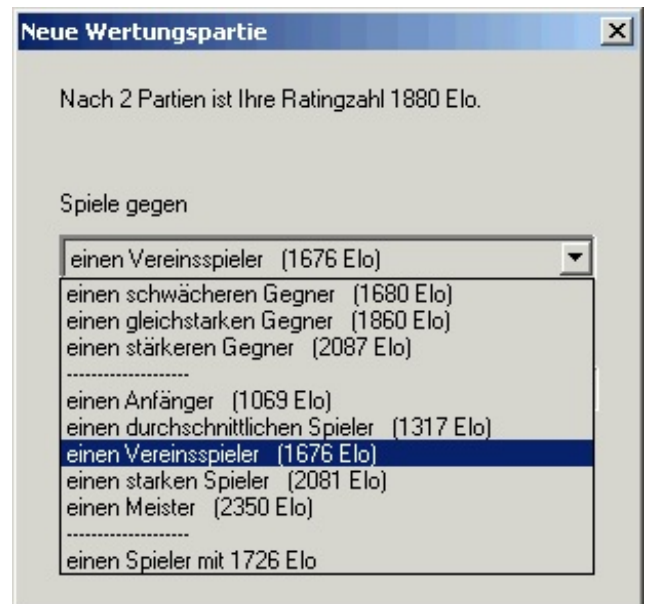 Neue Wertungspartie
Nach 2 Partien ist Ihre Ratingzahl 1880 Elo.
Spiele gegen
einen Vereinsspieler (1676 Elo)
einen schwächeren Gegner (1680 Elo)
einen gleichstarken Gegner (1860 Elo)
einen stärkeren Gegner (2087 Elo)
-------------------
einen Anfänger (1069 Elo)
einen durchschnittlichen Spieler (1317 Elo)
einen Vereinsspieler (1676 Elo)
einen starken Spieler (2081 Elo)
einen Meister (2350 Elo)
-------------------
einen Spieler mit 1726 Elo